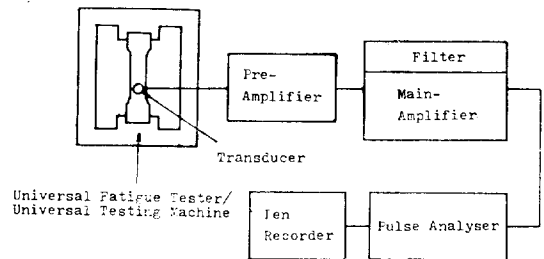 Filter
Pre-
Amplifier
Main-
Amplifier
Transducer
Universal Fatigue Tester/
Universal Testing Machine
Pen
Recorder
Pulse Analyser